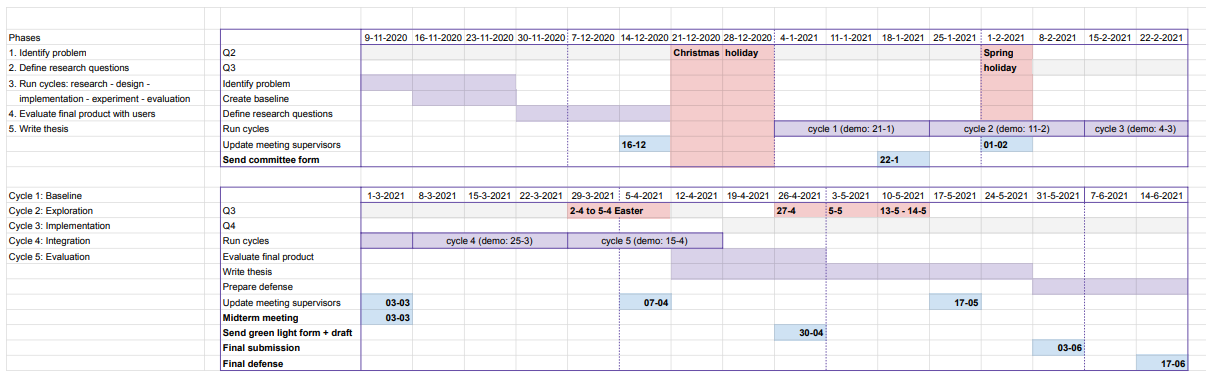 Phases 9-11-2020 16-11-2020 23-11-2020 30-11-2020 7-12-2020 14-12-2020 21-12-2020 28-12-2020 4-1-2021 11-1-2021 18-1-2021 25-1-2021 1-2-2021 8-2-2021 15-2-2021 22-2-2021
1. Identify problem Q2 Christmas holiday Spring
2. Define research questions Q3 holiday
3. Run cycles: research - design - Identify problem
implementation - experiment - evaluation Create baseline
4. Evaluate final product with users Define research questions
5. Write thesis Run cycles cycle 1 (demo: 21-1) cycle 2 (demo: 11-2) cycle 3 (demo: 4-3)
Update meeting supervisors 16-12 01-02
Send committee form 22-1
Cycle 1: Baseline 1-3-2021 8-3-2021 15-3-2021 22-3-2021 29-3-2021 5-4-2021 12-4-2021 19-4-2021 26-4-2021 3-5-2021 10-5-2021 17-5-2021 24-5-2021 31-5-2021 7-6-2021 14-6-2021
Cycle 2: Exploration Q3 2-4 to 5-4 Easter 27-4 5-5 13-5 - 14-5
Cycle 3: Implementation Q4
Cycle 4: Integration Run cycles cycle 4 (demo: 25-3) cycle 5 (demo: 15-4)
Cycle 5: Evaluation Evaluate final product
Write thesis
Prepare defense
Update meeting supervisors 03-03 07-04 17-05
Midterm meeting 03-03
Send green light form + draft 30-04
Final submission 03-06
Final defense 17-06